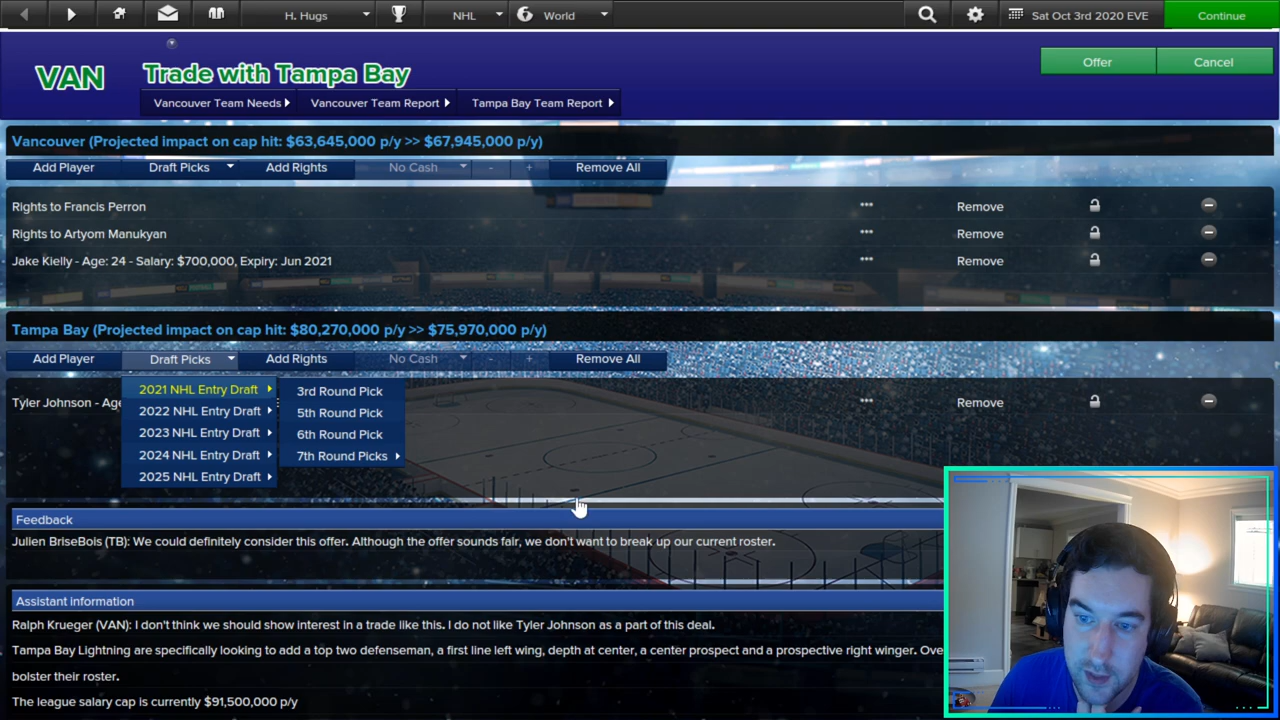 H. Hugs NHL World Sat Oct 3rd 2020 EVE Continue
VAN Trade with Tampa Bay Offer Cancel
Vancouver Team Needs Vancouver Team Report Tampa Bay Team Report
Vancouver (Projected impact on cap hit: $63,645,000 p/y >> $67,945,000 p/y)
Add Player Draft Picks Add Rights No Cash - + Remove All
Rights to Francis Perron *** Remove
Rights to Artyom Manukyan *** Remove
Jake Kielly - Age: 24 - Salary: $700,000, Expiry: Jun 2021 *** Remove
Tampa Bay (Projected impact on cap hit: $80,270,000 p/y >> $75,970,000 p/y)
Add Player Draft Picks Add Rights No Cash - + Remove All
Tyler Johnson - Age *** Remove
2021 NHL Entry Draft 3rd Round Pick
2022 NHL Entry Draft 5th Round Pick
2023 NHL Entry Draft 6th Round Pick
2024 NHL Entry Draft 7th Round Picks
2025 NHL Entry Draft
Feedback
Julien BriseBois (TB): We could definitely consider this offer. Although the offer sounds fair, we don't want to break up our current roster.
Assistant information
Ralph Krueger (VAN): I don't think we should show interest in a trade like this. I do not like Tyler Johnson as a part of this deal.
Tampa Bay Lightning are specifically looking to add a top two defenseman, a first line left wing, depth at center, a center prospect and a prospective right winger. Ove
bolster their roster.
The league salary cap is currently $91,500,000 p/y